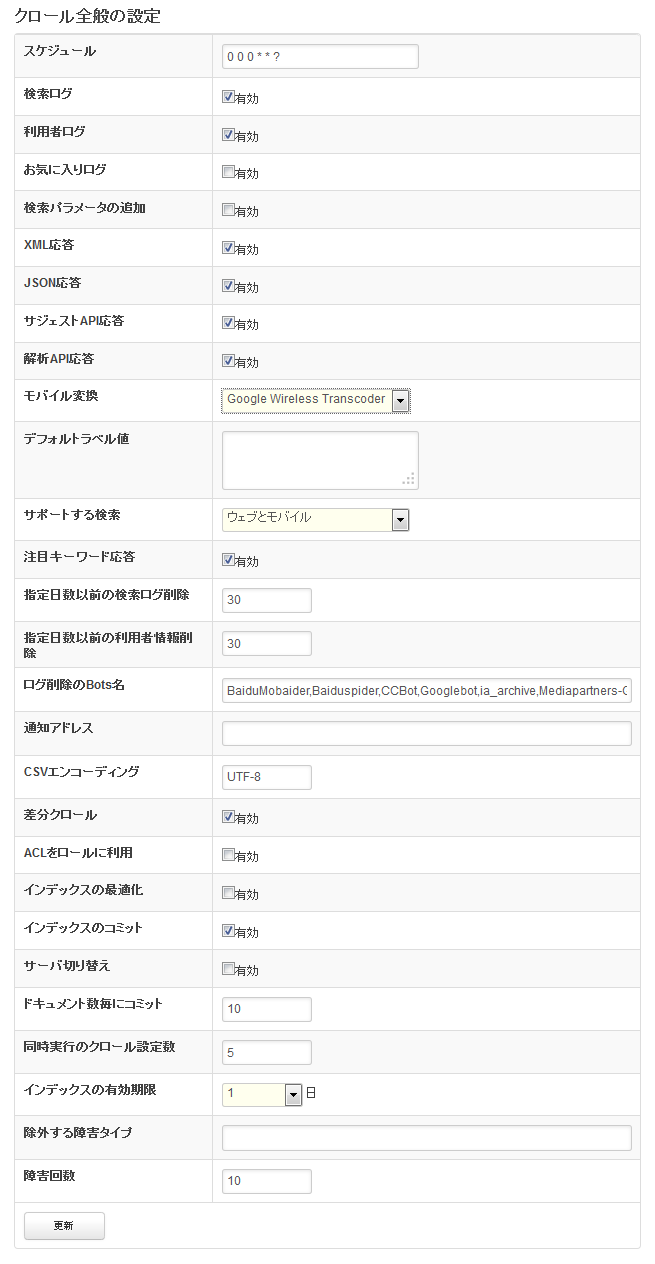 クロール全般の設定
スケジュール
0 0 0 * * ?
検索ログ
有効
利用者ログ
有効
お気に入りログ
有効
検索パラメータの追加
有効
XML応答
有効
JSON応答
有効
サジェストAPI応答
有効
解析API応答
有効
モバイル変換
Google Wireless Transcoder
デフォルトラベル値
サポートする検索
ウェブとモバイル
注目キーワード応答
有効
指定日数以前の検索ログ削除
30
指定日数以前の利用者情報削
除
30
ログ削除のBots名
BaiduMobaider,Baiduspider,CCBot,Googlebot,ia_archive,Mediapartners-G
通知アドレス
CSVエンコーディング
UTF-8
差分クロール
有効
ACLをロールに利用
有効
インデックスの最適化
有効
インデックスのコミット
有効
サーバ切り替え
有効
ドキュメント数毎にコミット
10
同時実行のクロール設定数
5
インデックスの有効期限
1 日
除外する障害タイプ
障害回数
10
更新